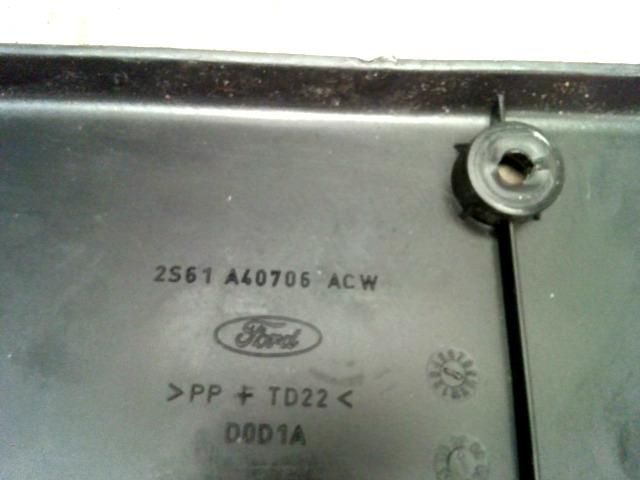 2S61 A40706 ACW
Ford
>PP + TD22<
D0D1A